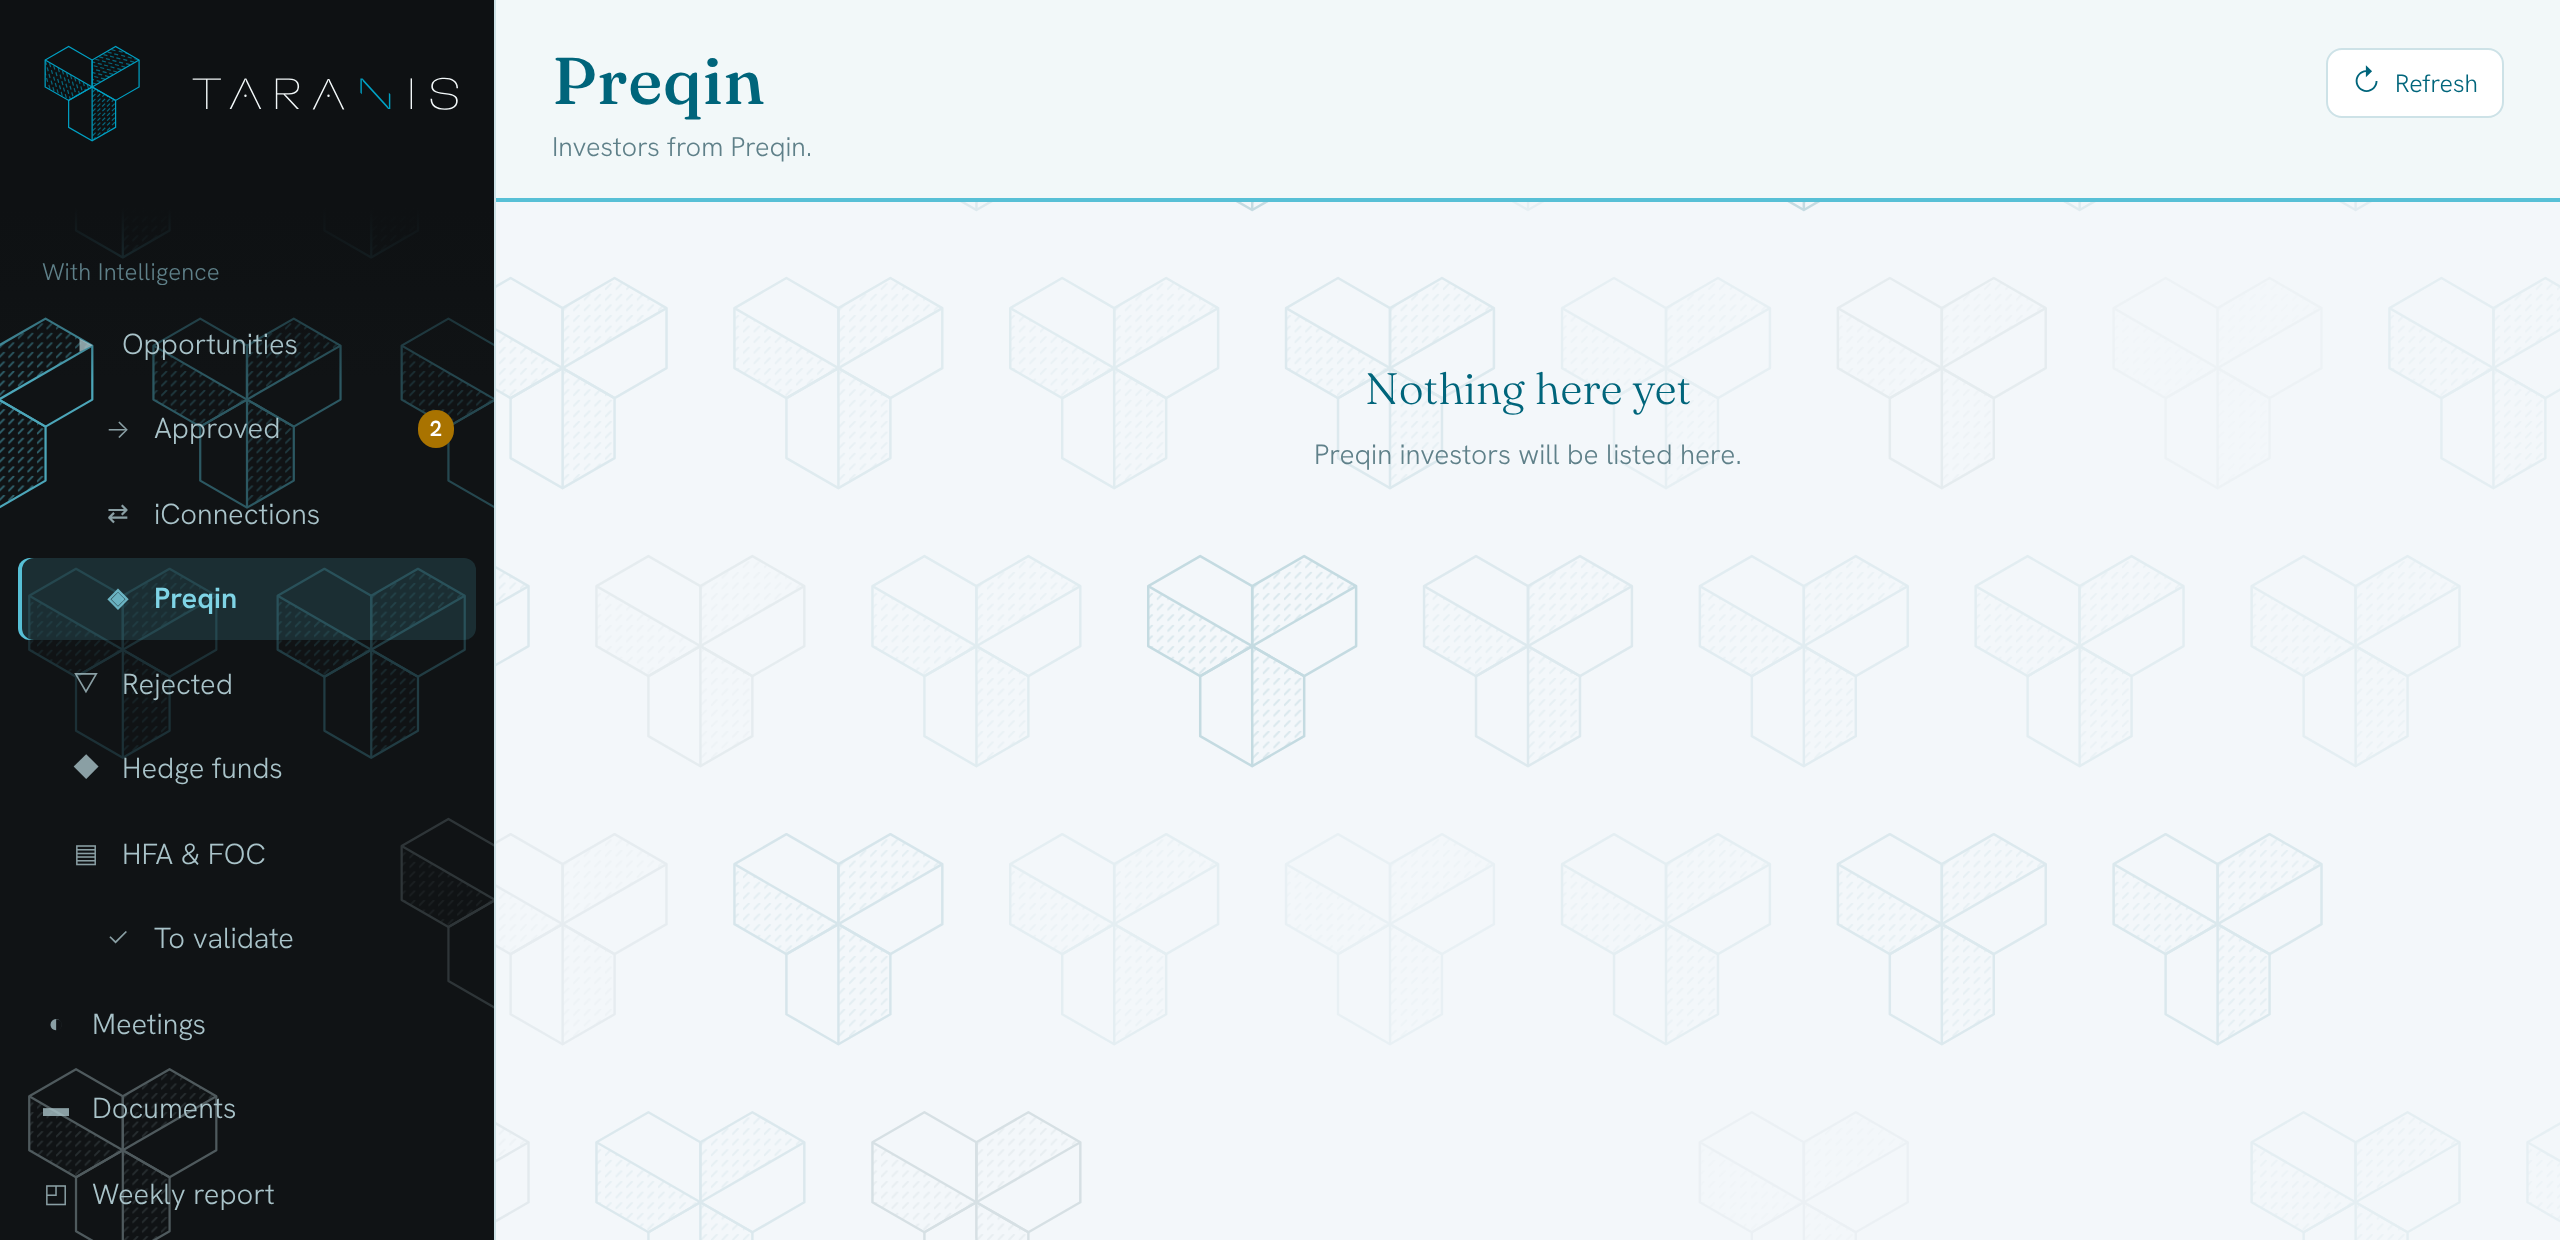 TARANIS
With Intelligence
Opportunities
Approved 2
iConnections
Preqin
Rejected
Hedge funds
HFA & FOC
To validate
Meetings
Documents
Weekly report
Preqin
Investors from Preqin.
Refresh
Nothing here yet
Preqin investors will be listed here.